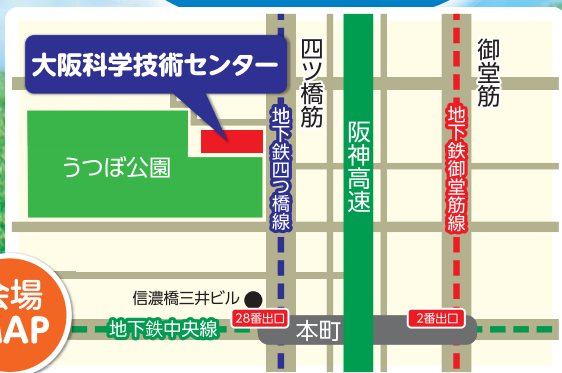 大阪科学技術センター
四ツ橋筋
御堂筋
地下鉄四つ橋線
阪神高速
地下鉄御堂筋線
うつぼ公園
信濃橋三井ビル
28番出口
2番出口
本町
地下鉄中央線
会場
MAP